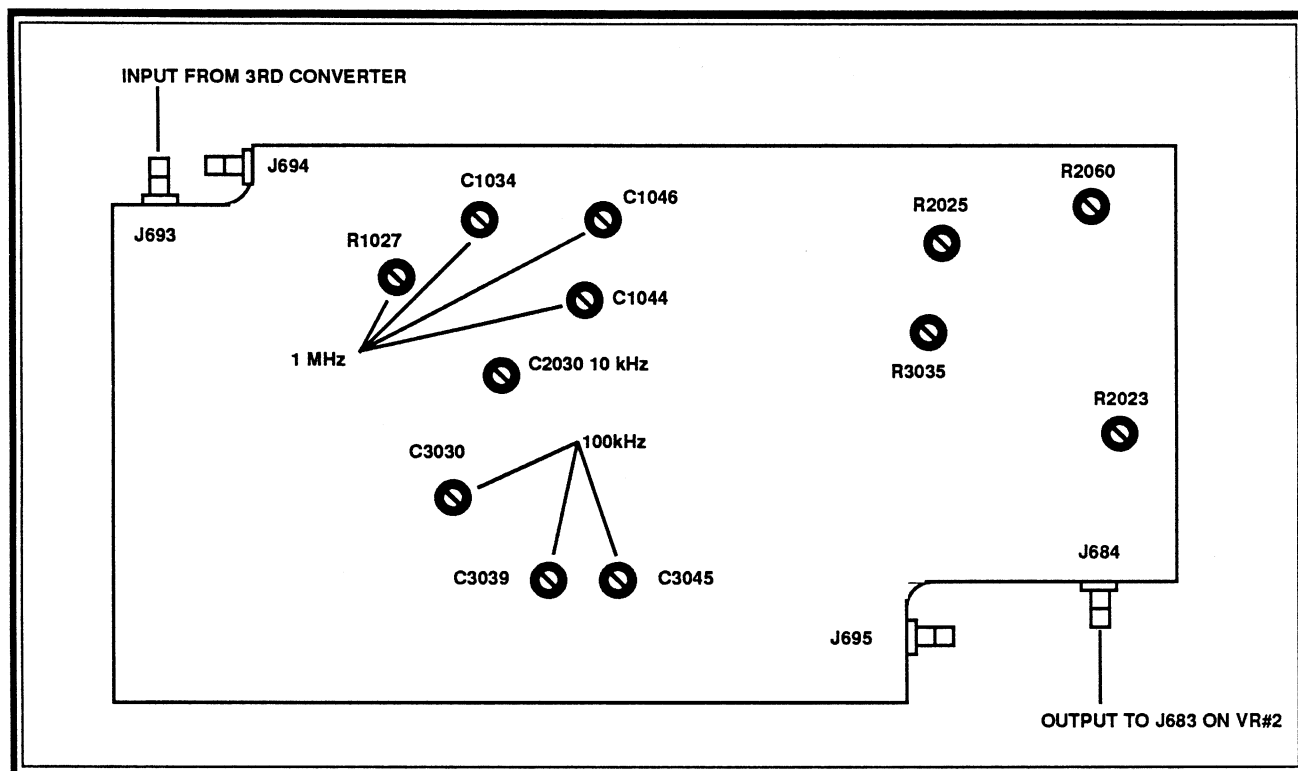 INPUT FROM 3RD CONVERTER
J694
J693
C1034
C1046
R1027
C1044
1 MHz
C2030 10 kHz
R2060
R2025
R3035
R2023
100kHz
C3030
C3039
C3045
J684
J695
OUTPUT TO J683 ON VR#2